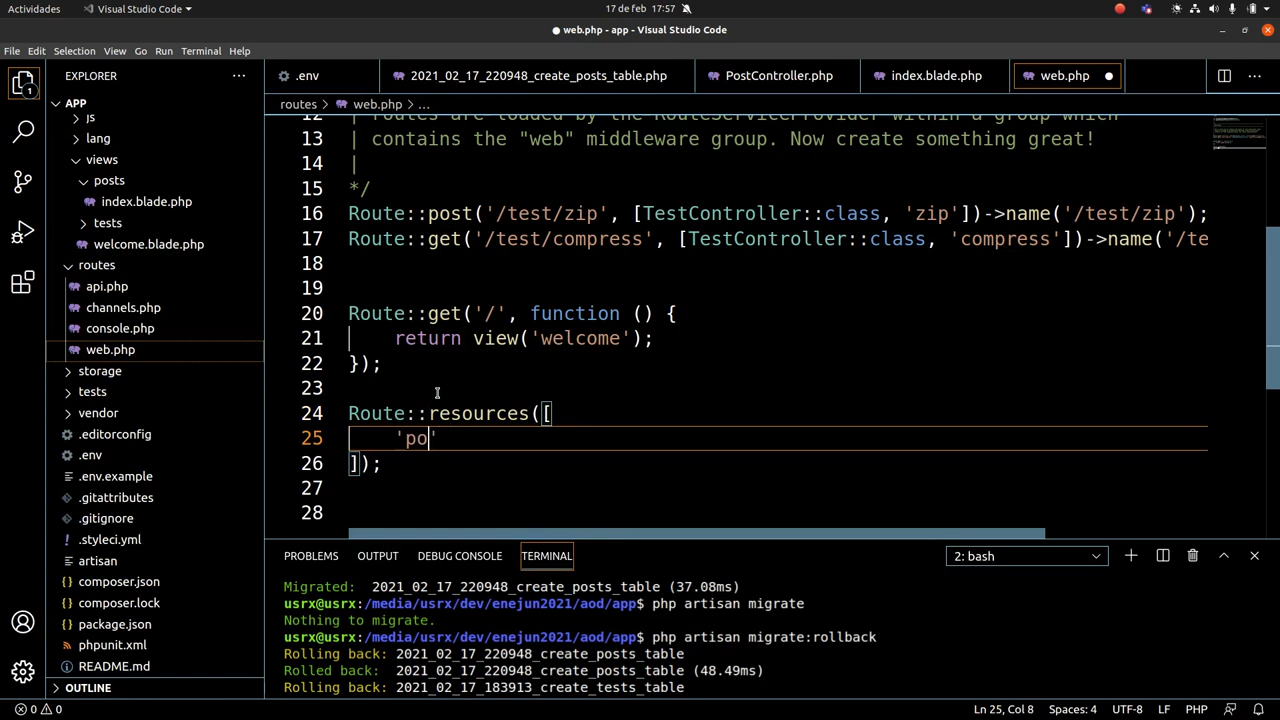 Actividades
Visual Studio Code
17 de feb 17:57
web.php - app - Visual Studio Code
File Edit Selection View Go Run Terminal Help
EXPLORER
.env
2021_02_17_220948_create_posts_table.php
PostController.php
index.blade.php
web.php
routes > web.php > ...
APP
js
lang
views
posts
index.blade.php
tests
welcome.blade.php
routes
api.php
channels.php
console.php
web.php
storage
tests
vendor
.editorconfig
.env
.env.example
.gitattributes
.gitignore
.styleci.yml
artisan
composer.json
composer.lock
package.json
phpunit.xml
README.md
OUTLINE
12 | routes are loaded by the RouteServiceProvider within a group which
13 | contains the "web" middleware group. Now create something great!
14 |
15 */
16 Route::post('/test/zip', [TestController::class, 'zip'])->name('/test/zip');
17 Route::get('/test/compress', [TestController::class, 'compress'])->name('/te
18
19
20 Route::get('/', function () {
21 return view('welcome');
22 });
23
24 Route::resources([
25 'po'
26 ]);
27
28
PROBLEMS OUTPUT DEBUG CONSOLE TERMINAL
2: bash
Migrated: 2021_02_17_220948_create_posts_table (37.08ms)
usrx@usrx:/media/usrx/dev/enejun2021/aod/app$ php artisan migrate
Nothing to migrate.
usrx@usrx:/media/usrx/dev/enejun2021/aod/app$ php artisan migrate:rollback
Rolling back: 2021_02_17_220948_create_posts_table
Rolled back: 2021_02_17_220948_create_posts_table (48.49ms)
Rolling back: 2021_02_17_183913_create_tests_table
0 0
Ln 25, Col 8 Spaces: 4 UTF-8 LF PHP